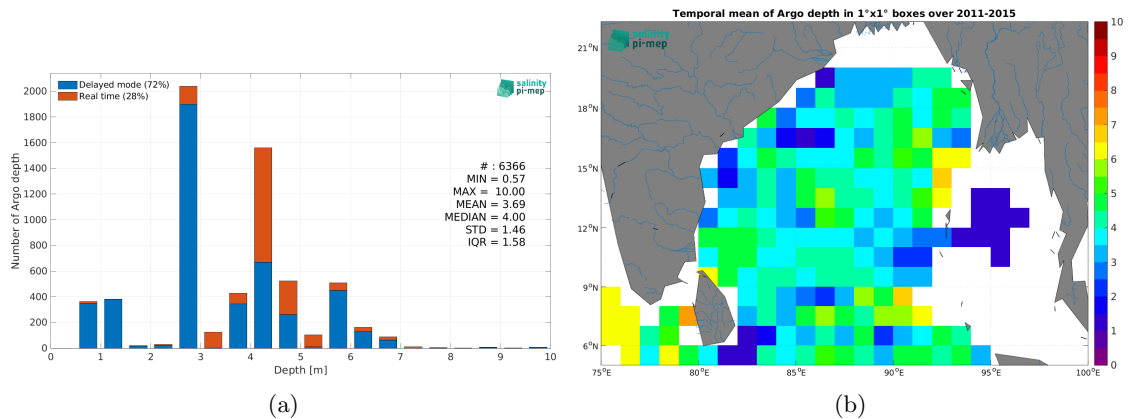 Delayed mode (72%)
Real time (28%)
salinity
pi-mep
# : 6366
MIN = 0.57
MAX = 10.00
MEAN = 3.69
MEDIAN = 4.00
STD = 1.46
IQR = 1.58
Number of Argo depth
2000
1800
1600
1400
1200
1000
800
600
400
200
0
0 1 2 3 4 5 6 7 8 9 10
Depth [m]
(a)
Temporal mean of Argo depth in 1°x1° boxes over 2011-2015
salinity
pi-mep
21°N
18°N
15°N
12°N
9°N
6°N
75°E 80°E 85°E 90°E 95°E 100°E
10
9
8
7
6
5
4
3
2
1
0
(b)